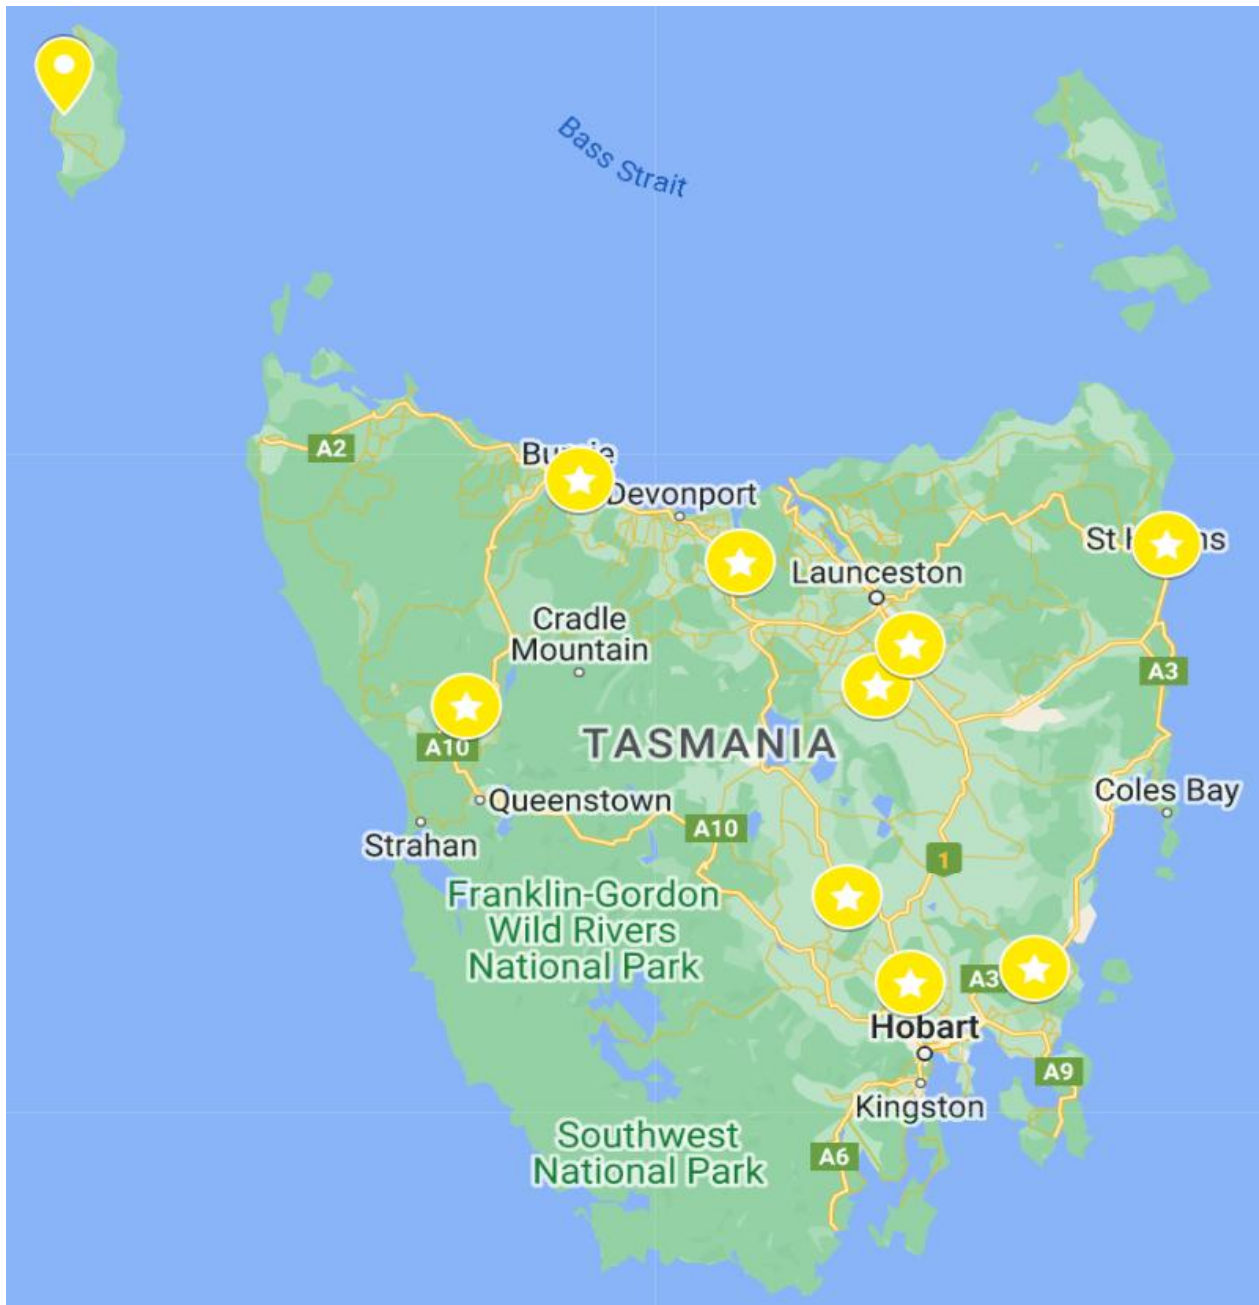 Bass Strait
A2
Devonport
Launceston
Cradle
Mountain
A3
TASMANIA
A10
Queenstown
Coles Bay
A10
Strahan
1
Franklin-Gordon
Wild Rivers
National Park
A3
Hobart
A9
Kingston
Southwest
National Park
A6